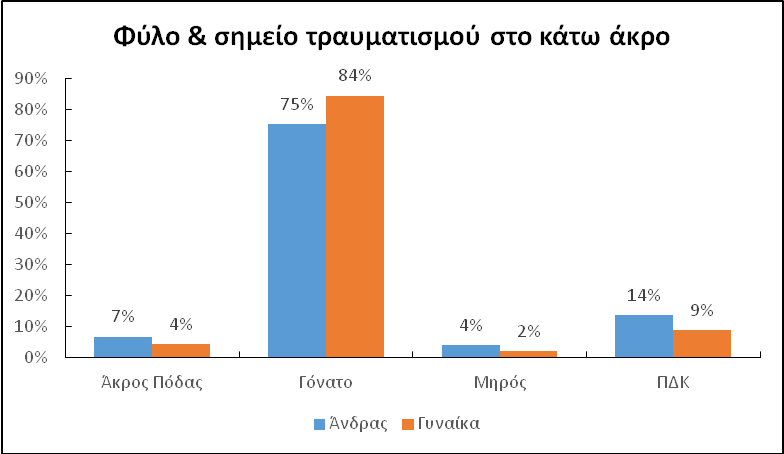 Φύλο & σημείο τραυματισμού στο κάτω άκρο
90%
80%
70%
60%
50%
40%
30%
20%
10%
0%
7%
4%
75%
84%
4%
2%
14%
9%
Άκρος Πόδας
Γόνατο
Μηρός
ΠΔΚ
Άνδρας
Γυναίκα